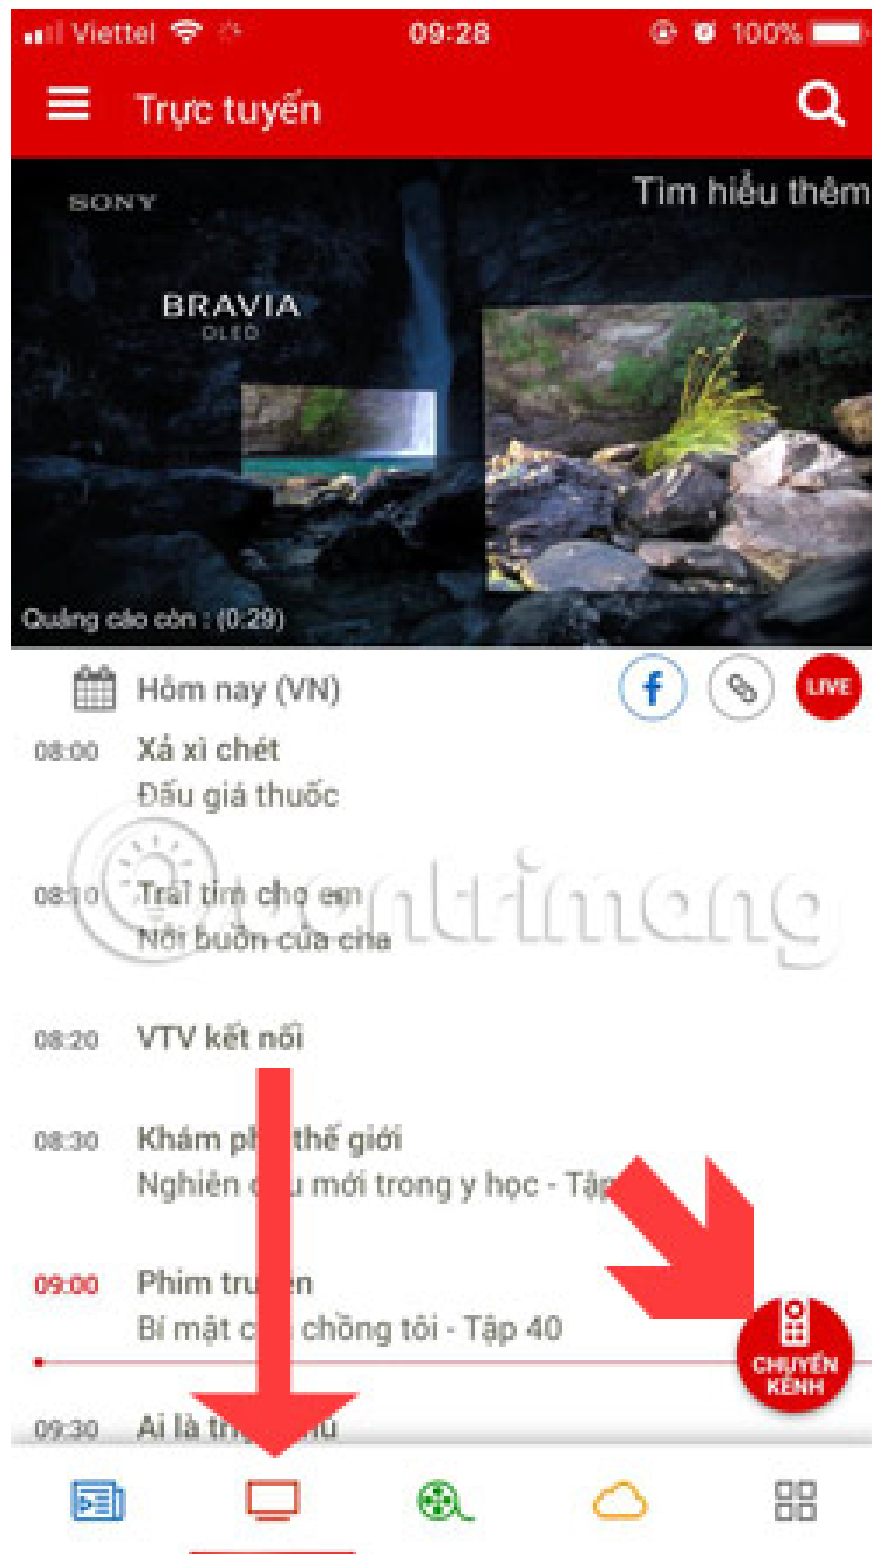 Viettel 09:28 100%
Trực tuyến
SONY
Tìm hiểu thêm
BRAVIA
OLED
Quảng cáo còn : (0:29)
Hôm nay (VN)
f
LIVE
08:00 Xả xì chét
Đấu giá thuốc
08:10 Trái tim cho em
Nỗi buồn của cha
uantrimang
08:20 VTV kết nối
08:30 Khám phá thế giới
Nghiên cứu mới trong y học - Tập
09:00 Phim truyện
Bí mật của chồng tôi - Tập 40
CHUYỂN
KÊNH
09:30 Ai là